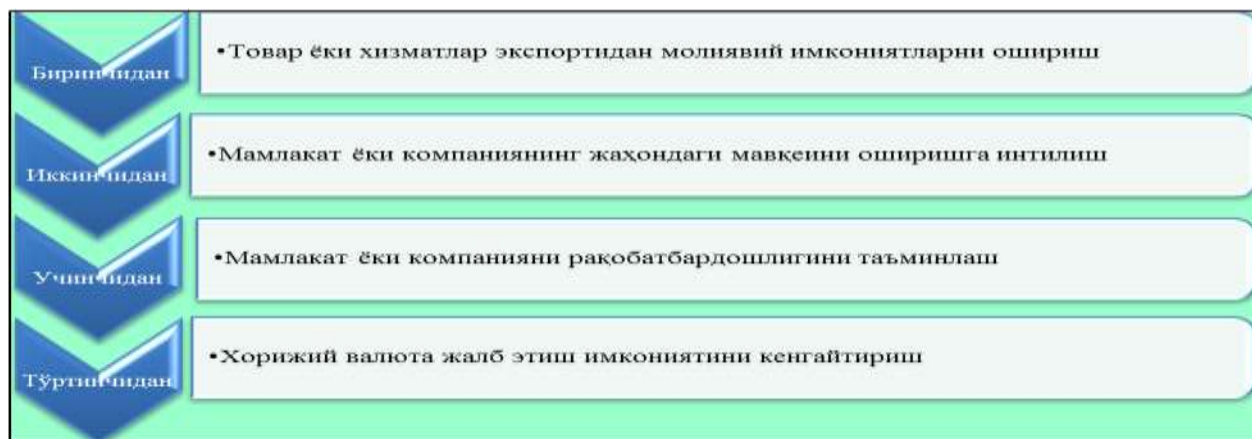 Биринчидан
•Товар ёки хизматлар экспортидан молиявий имкониятларни ошириш
Иккинчидан
•Мамлакат ёки компаниянинг жаҳондаги мавқеини оширишга интилиш
Учинчидан
•Мамлакат ёки компанияни рақобатбардошлигини таъминлаш
Тўртинчидан
•Хорижий валюта жалб этиш имкониятини кенгайтириш